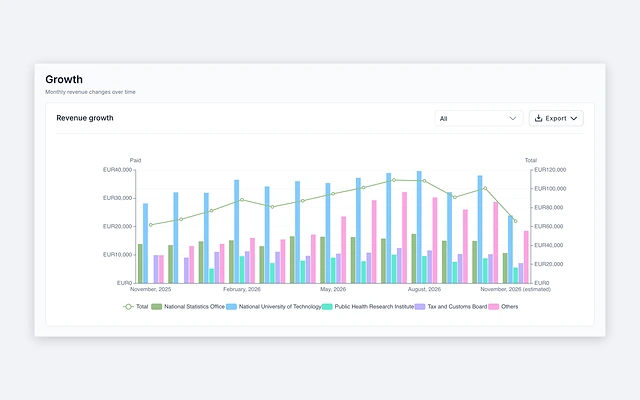 Growth
Monthly revenue changes over time
Revenue growth
All
Export
Paid
Total
EUR40.000
EUR30.000
EUR20.000
EUR10.000
EUR0
EUR120.000
EUR100.000
EUR80.000
EUR60.000
EUR40.000
EUR20.000
EUR0
November, 2025
February, 2026
May, 2026
August, 2026
November, 2026 (estimated)
Total
National Statistics Office
National University of Technology
Public Health Research Institute
Tax and Customs Board
Others